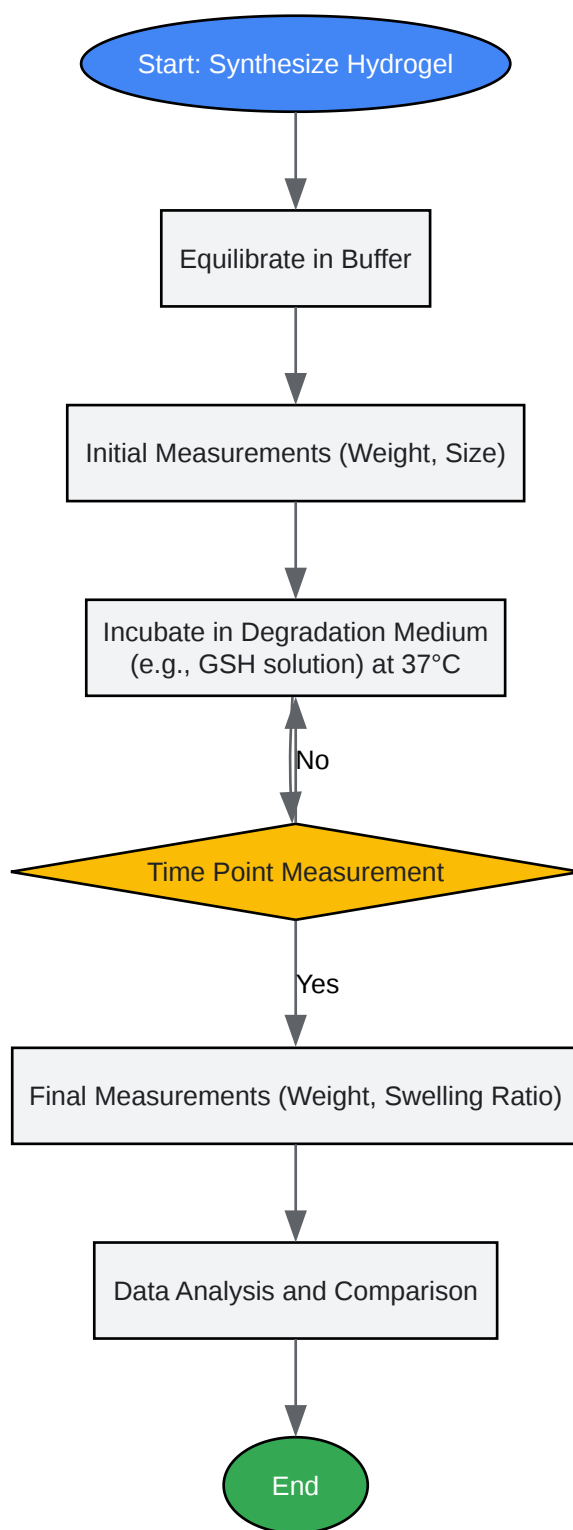 Start: Synthesize Hydrogel
Equilibrate in Buffer
Initial Measurements (Weight, Size)
Incubate in Degradation Medium
(e.g., GSH solution) at 37°C
No
Time Point Measurement
Yes
Final Measurements (Weight, Swelling Ratio)
Data Analysis and Comparison
End